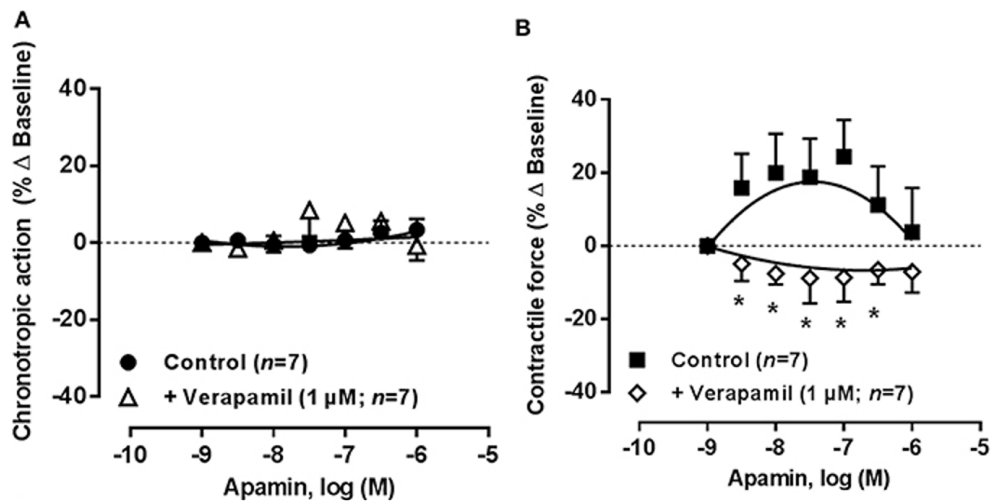 A
Chronotropic action (% Δ Baseline)
40
20
0
-20
-40
Control (n=7)
+ Verapamil (1 µM; n=7)
-10 -9 -8 -7 -6 -5
Apamin, log (M)
B
Contractile force (% Δ Baseline)
40
20
0
-20
-40
* * * * *
Control (n=7)
+ Verapamil (1 µM; n=7)
-10 -9 -8 -7 -6 -5
Apamin, log (M)